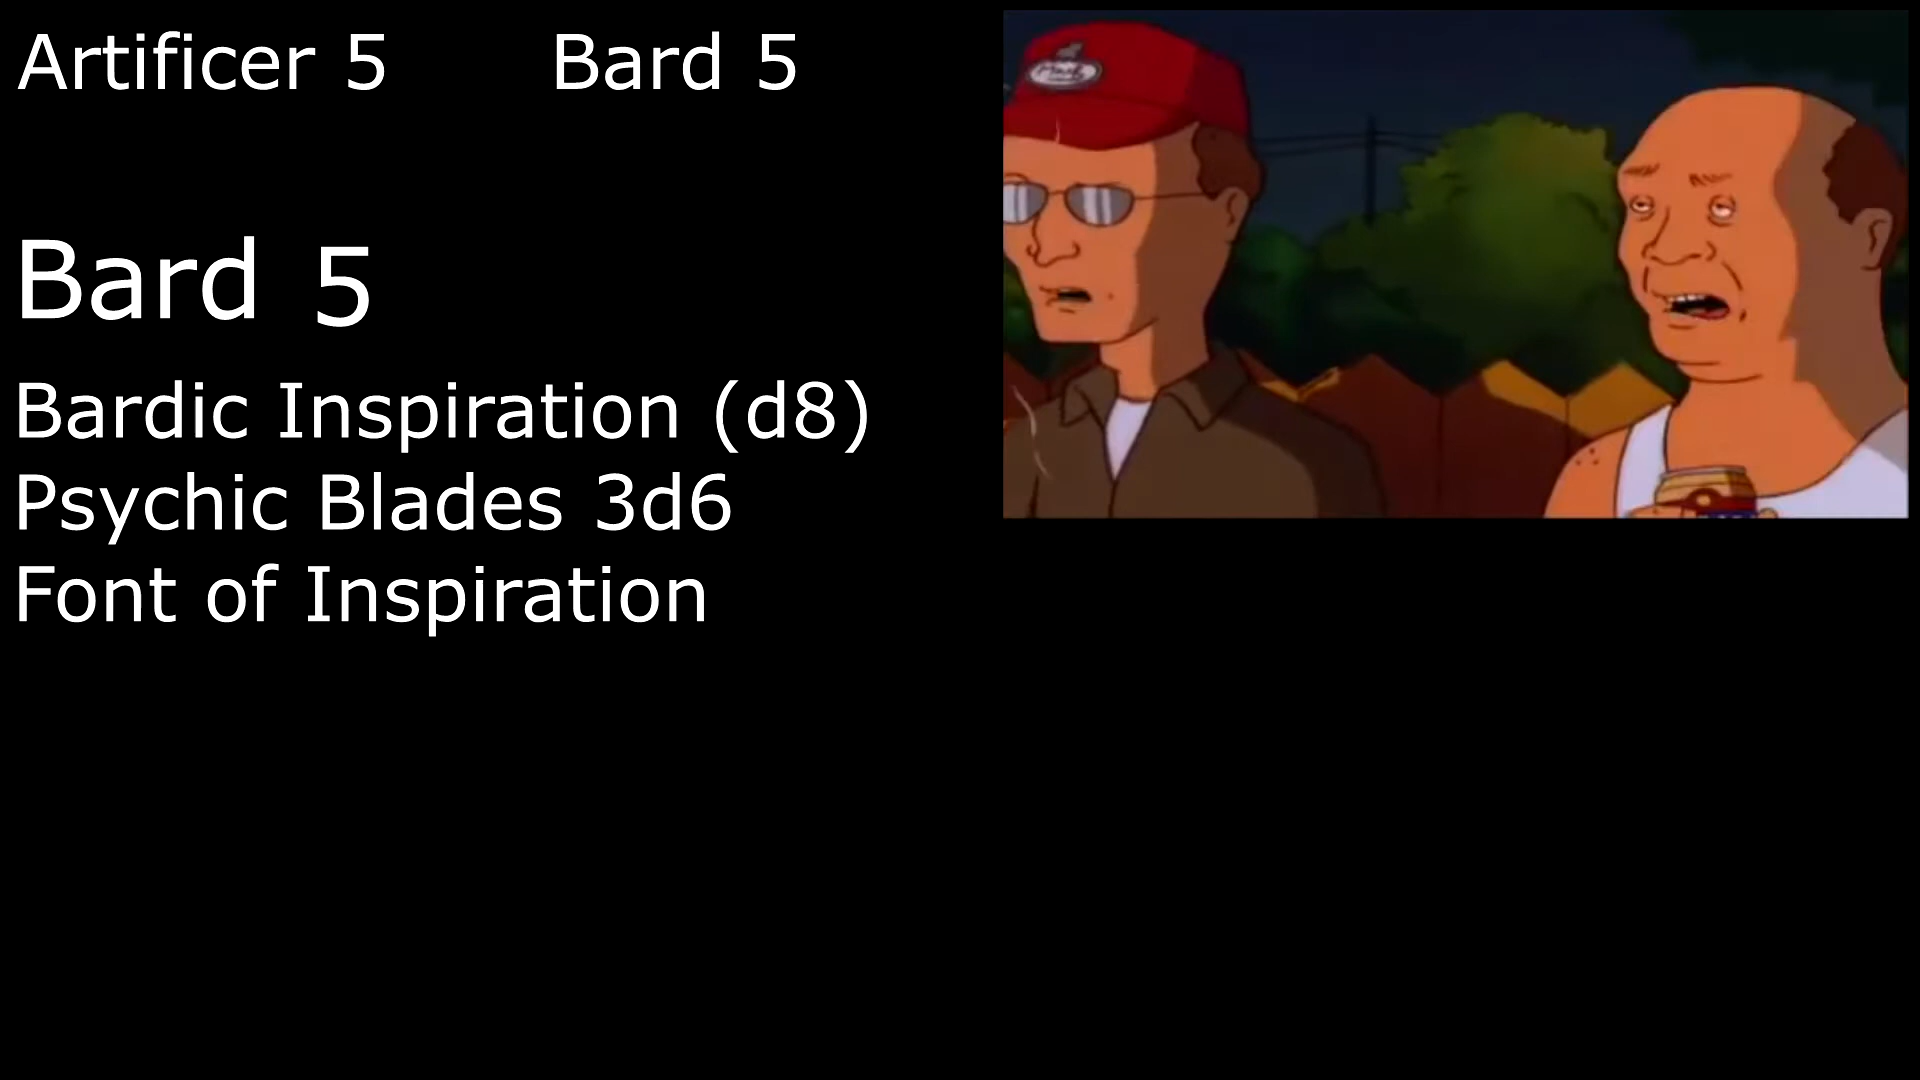 Artificer 5 Bard 5
Bard 5
Bardic Inspiration (d8)
Psychic Blades 3d6
Font of Inspiration